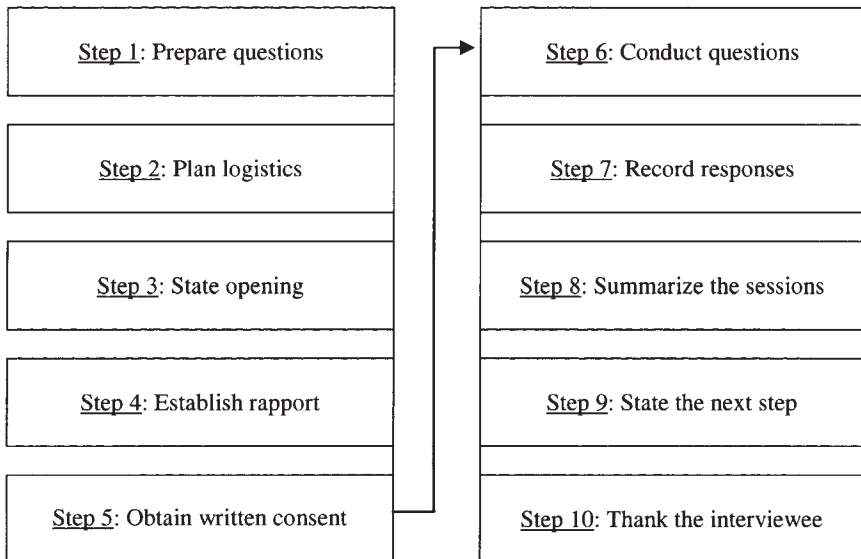 Step 1: Prepare questions
Step 2: Plan logistics
Step 3: State opening
Step 4: Establish rapport
Step 5: Obtain written consent
Step 6: Conduct questions
Step 7: Record responses
Step 8: Summarize the sessions
Step 9: State the next step
Step 10: Thank the interviewee